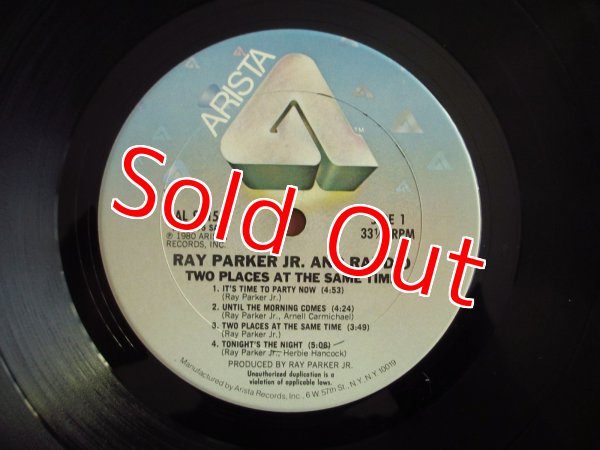 ARISTA
TM
Sold Out
SIDE 1
℗ 1980 ARISTA
RECORDS, INC.
33⅓ RPM
RAY PARKER JR. AND RAYDIO
TWO PLACES AT THE SAME TIME
1. IT'S TIME TO PARTY NOW (4:53)
(Ray Parker Jr.)
2. UNTIL THE MORNING COMES (4:24)
(Ray Parker Jr., Arnell Carmichael)
3. TWO PLACES AT THE SAME TIME (3:49)
(Ray Parker Jr.)
4. TONIGHT'S THE NIGHT (5:06)
(Ray Parker Jr., Herbie Hancock)
PRODUCED BY RAY PARKER JR.
Unauthorized duplication is a
violation of applicable laws.
Manufactured by Arista Records, Inc., 6 W 57th St., N.Y., N.Y. 10019